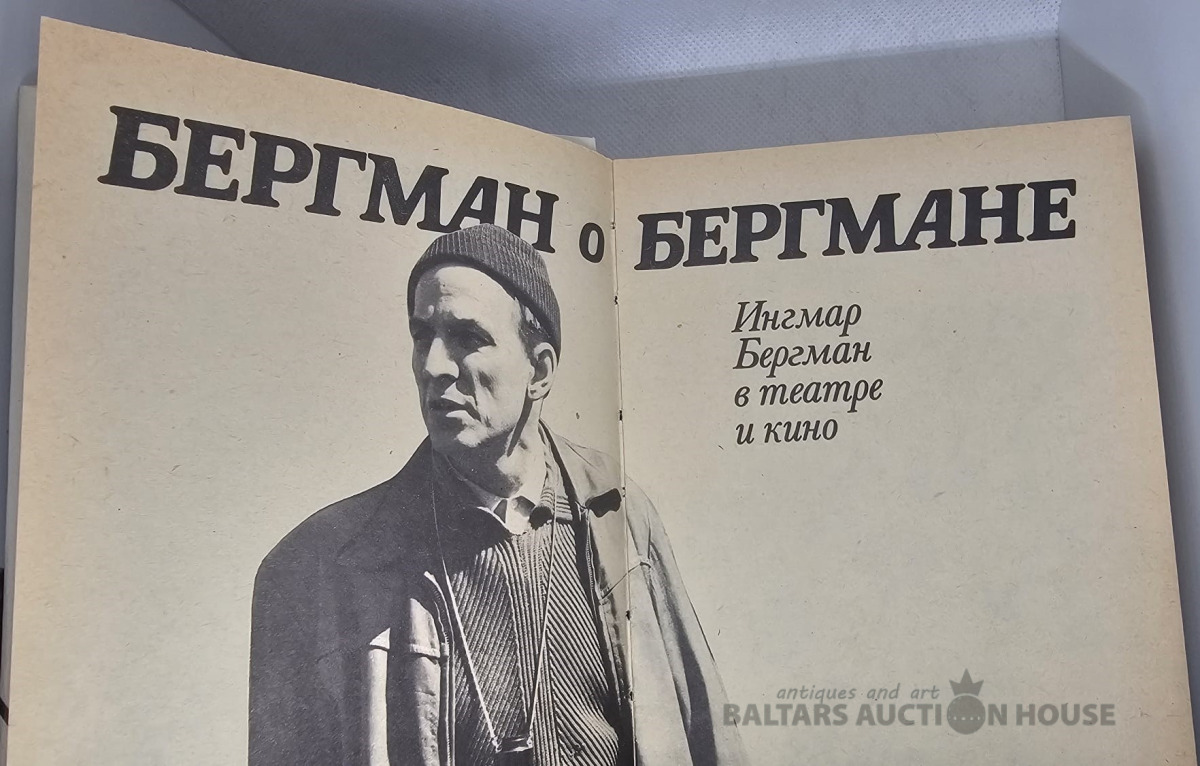 БЕРГМАН о БЕРГМАНЕ
Ингмар
Бергман
в театре
и кино
antiques and art
BALTARS AUCTION HOUSE